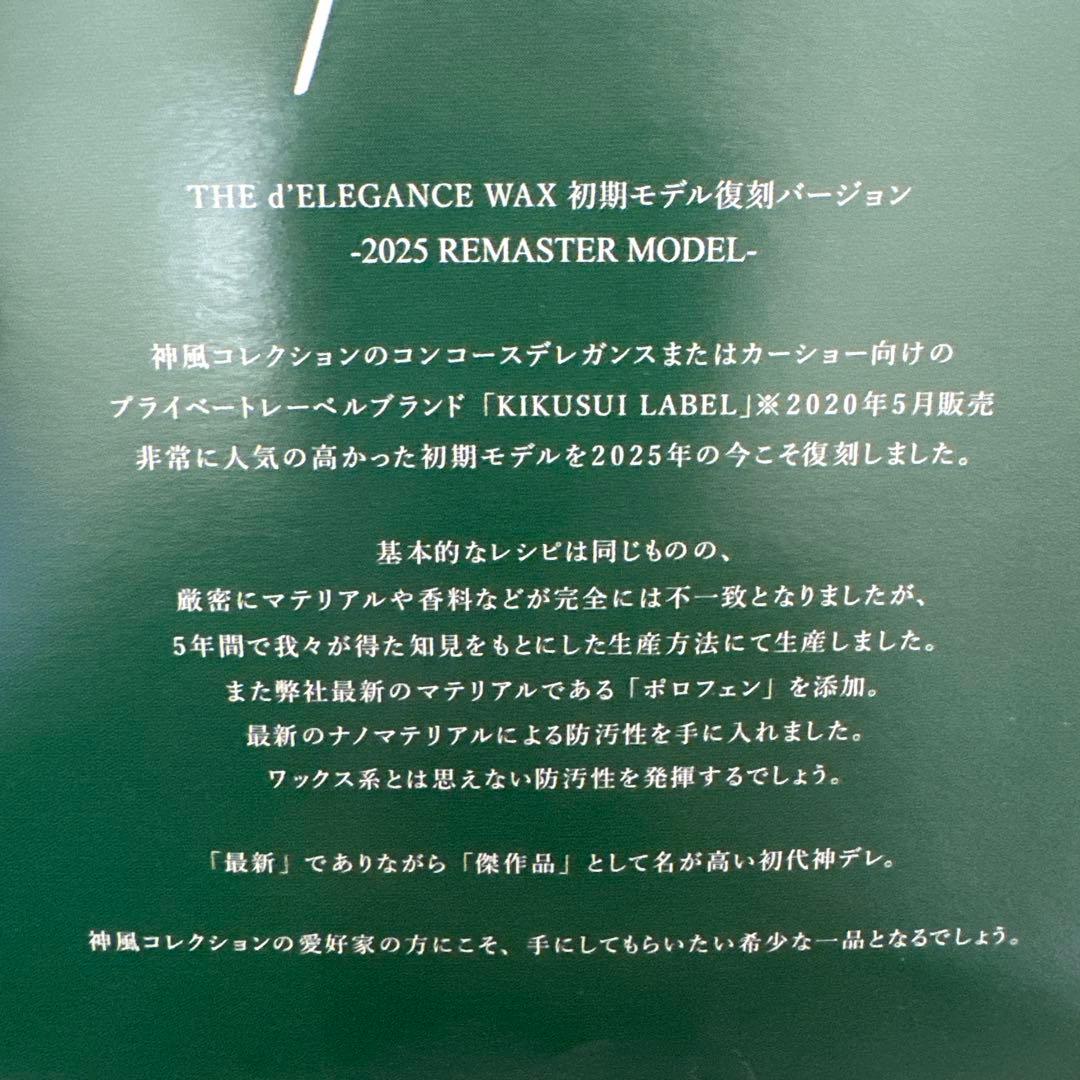 THE d'ELEGANCE WAX 初期モデル復刻バージョン
-2025 REMASTER MODEL-
神風コレクションのコンコースデレガンスまたはカーショー向けの
プライベートレーベルブランド「KIKUSUI LABEL」※2020年5月販売
非常に人気の高かった初期モデルを2025年の今こそ復刻しました。
基本的なレシピは同じものの、
厳密にマテリアルや香料などが完全には不一致となりましたが、
5年間で我々が得た知見をもとにした生産方法にて生産しました。
また弊社最新のマテリアルである「ポロフェン」を添加。
最新のナノマテリアルによる防汚性を手に入れました。
ワックス系とは思えない防汚性を発揮するでしょう。
「最新」でありながら「傑作品」として名が高い初代神デレ。
神風コレクションの愛好家の方にこそ、手にしてもらいたい希少な一品となるでしょう。